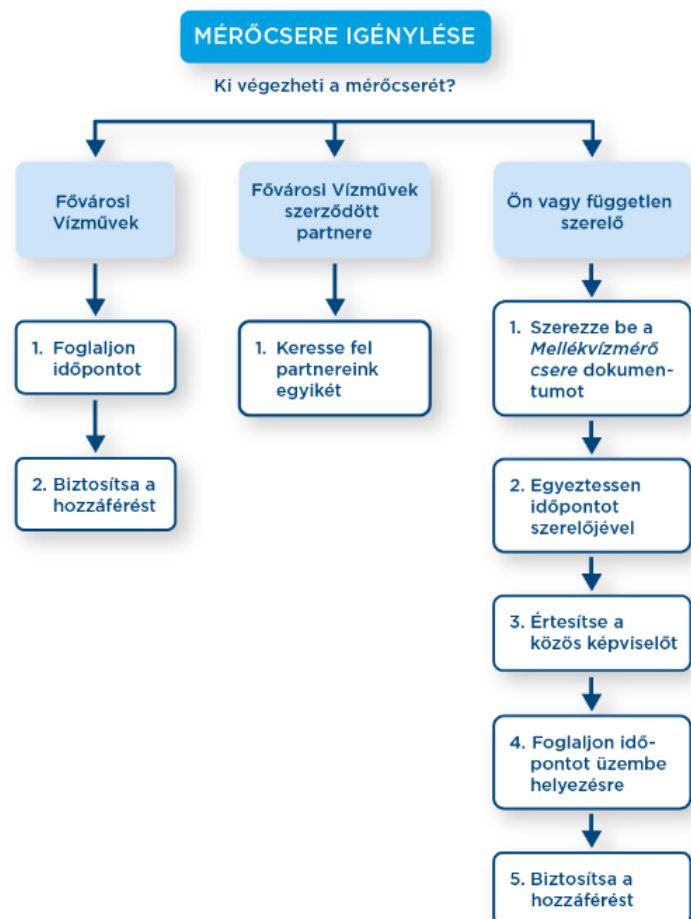 MÉRŐCSERE IGÉNYLÉSE
Ki végezheti a mérőcserét?
Fővárosi
Vízművek
1. Foglaljon
időpontot
2. Biztosítsa a
hozzáférést
Fővárosi Vízművek
szerződött
partnere
1. Keresse fel
partnereink
egyikét
Ön vagy független
szerelő
1. Szerezze be a
Mellékvízmérő
csere dokumen-
tumot
2. Egyeztessen
időpontot
szerelőjével
3. Értesítse a
közös képviselőt
4. Foglaljon idő-
pontot üzembe
helyezésre
5. Biztosítsa a
hozzáférést